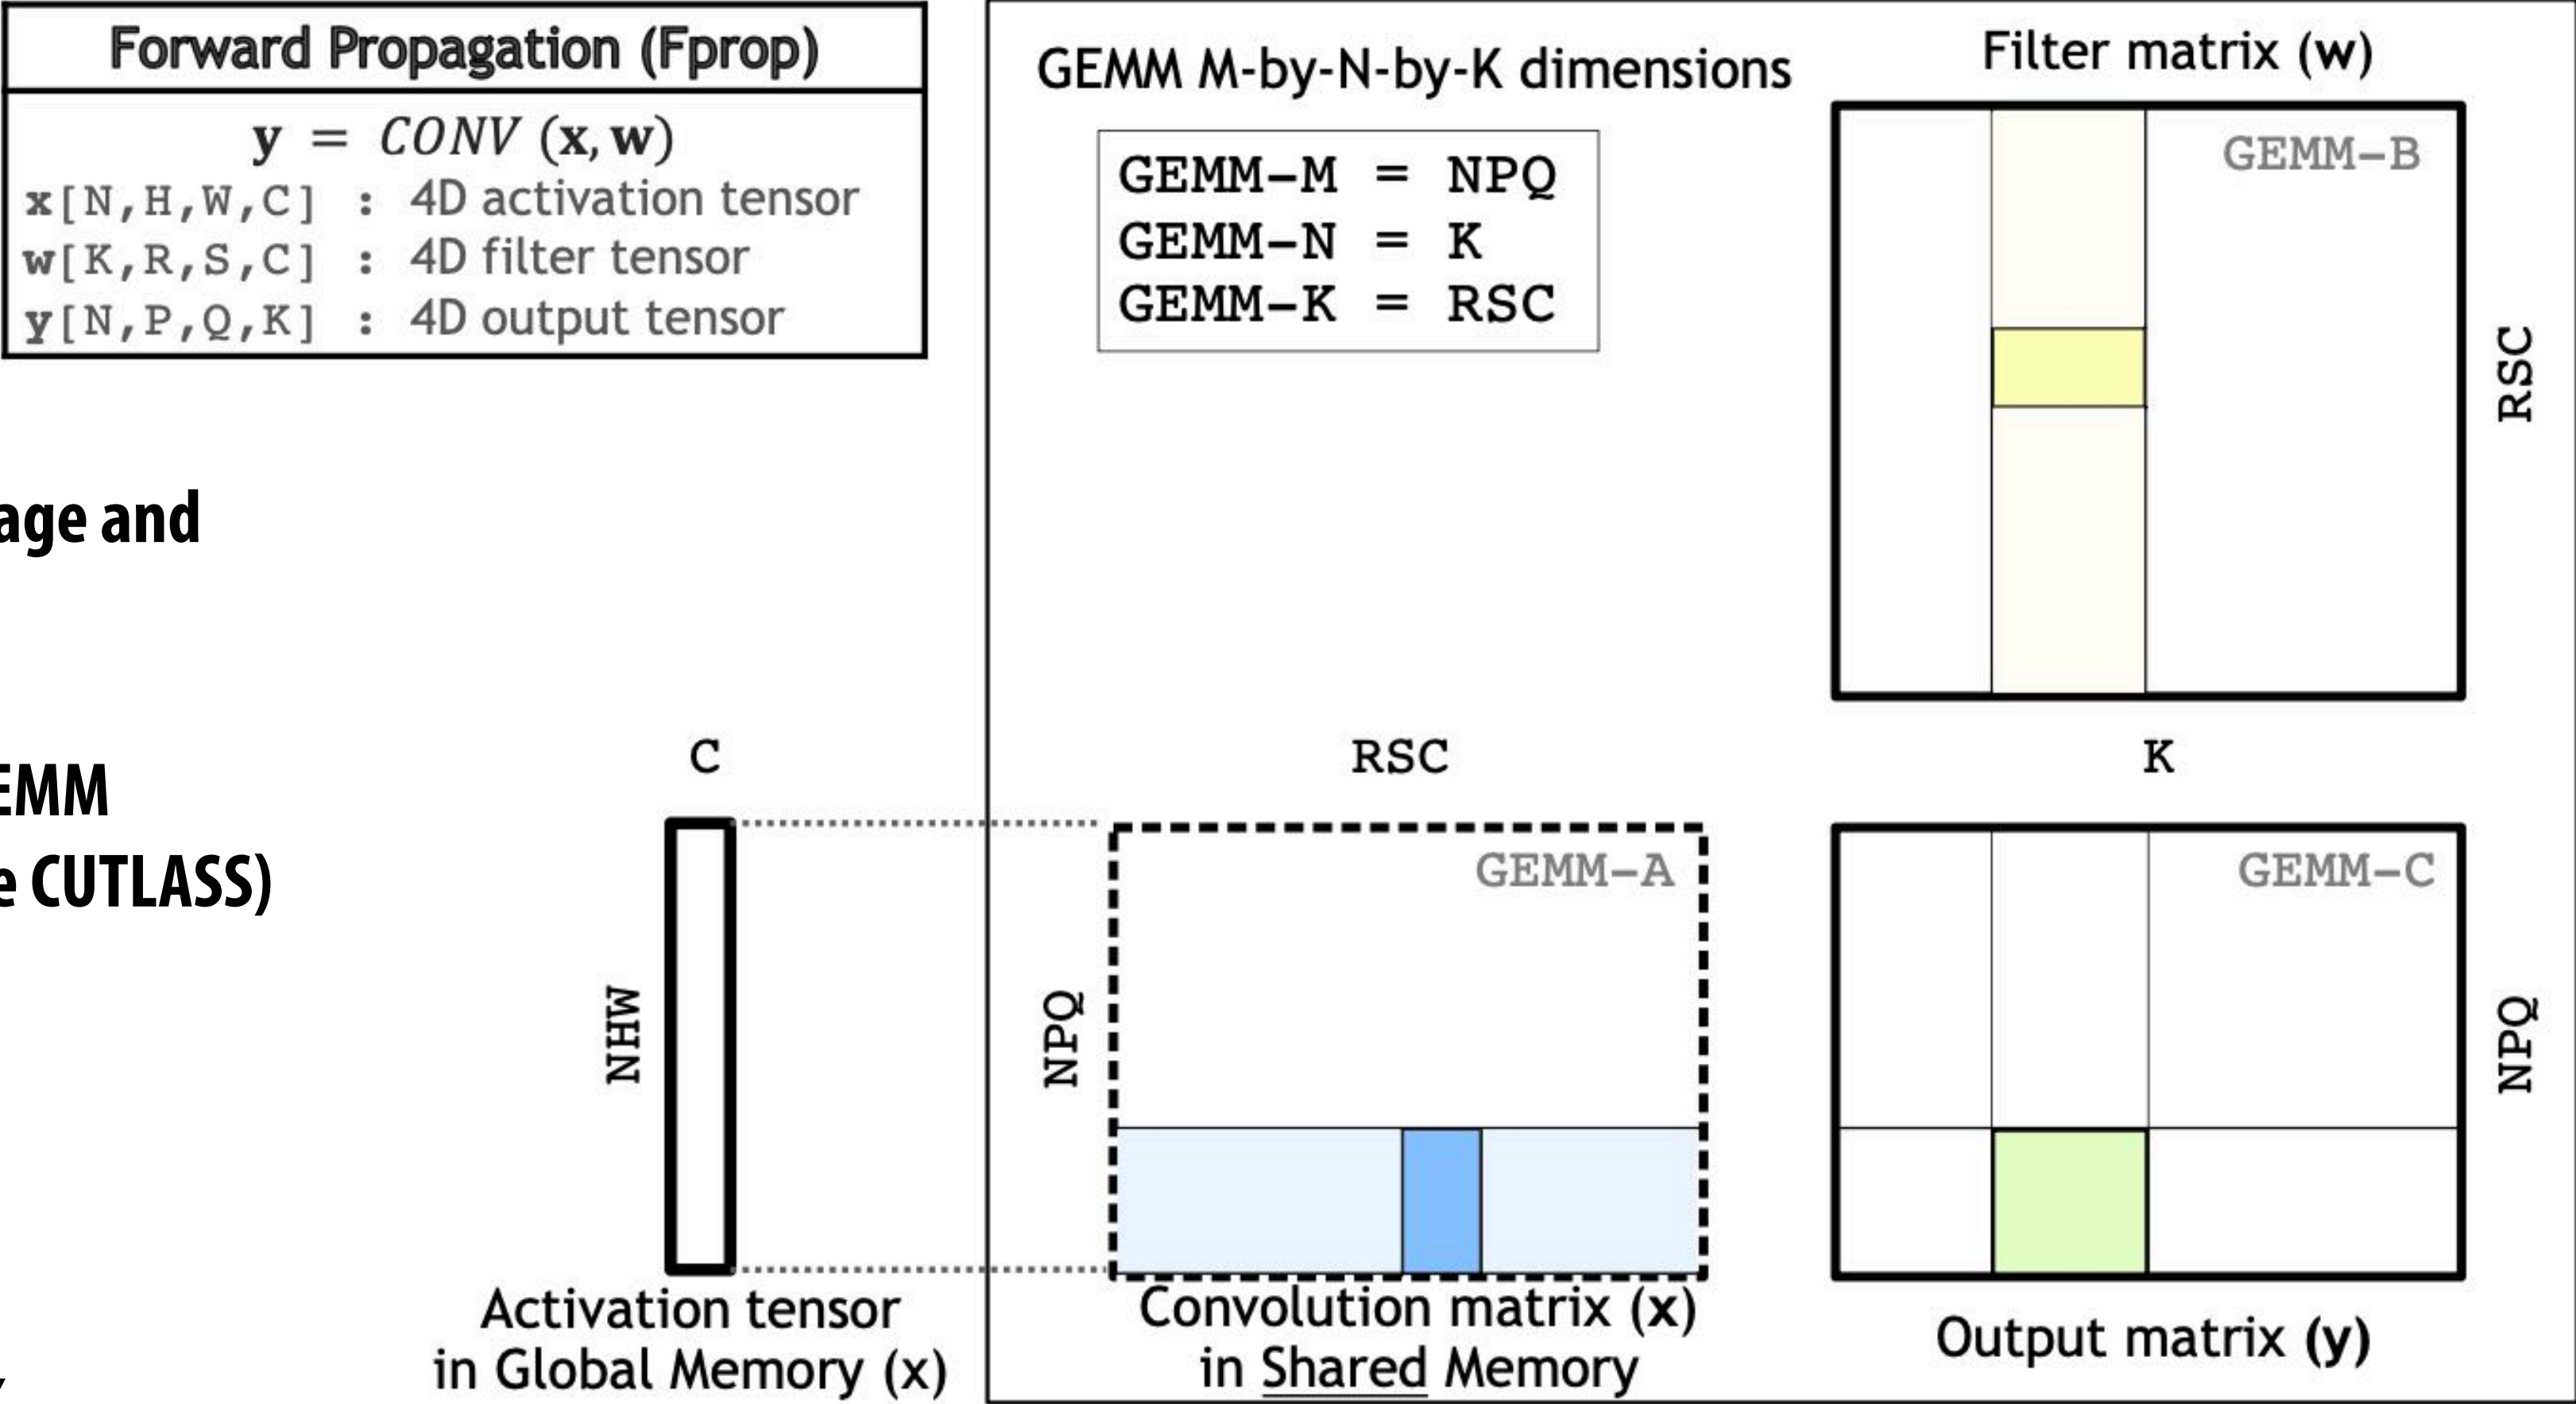 Forward Propagation (Fprop)
y = CONV (x, w)
x[N,H,W,C] : 4D activation tensor
w[K,R,S,C] : 4D filter tensor
y[N,P,Q,K] : 4D output tensor
age and
EMM
e CUTLASS)
GEMM M-by-N-by-K dimensions
GEMM-M = NPQ
GEMM-N = K
GEMM-K = RSC
Filter matrix (w)
GEMM-B
RSC
C
RSC
K
NHW
NPQ
GEMM-A
GEMM-C
NPQ
Activation tensor
in Global Memory (x)
Convolution matrix (x)
in Shared Memory
Output matrix (y)